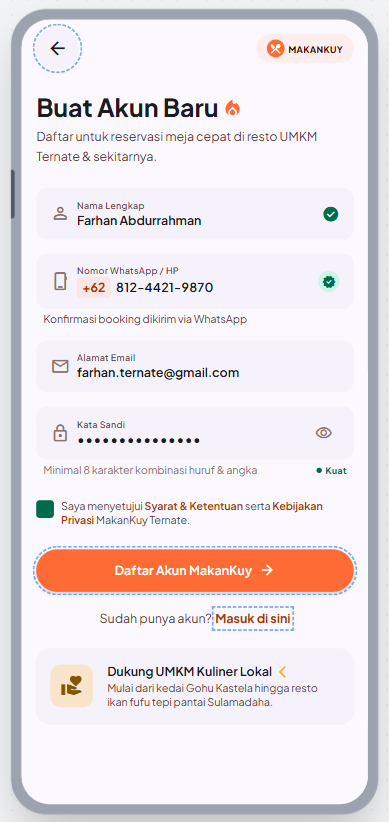 MAKANKUY
Buat Akun Baru
Daftar untuk reservasi meja cepat di resto UMKM
Ternate & sekitarnya.
Nama Lengkap
Farhan Abdurrahman
Nomor WhatsApp / HP
+62 812-4421-9870
Konfirmasi booking dikirim via WhatsApp
Alamat Email
farhan.ternate@gmail.com
Kata Sandi
•••••••••••••••
Minimal 8 karakter kombinasi huruf & angka
Kuat
Saya menyetujui Syarat & Ketentuan serta Kebijakan
Privasi MakanKuy Ternate.
Daftar Akun MakanKuy →
Sudah punya akun? Masuk di sini
Dukung UMKM Kuliner Lokal
Mulai dari kedai Gohu Kastela hingga resto
ikan fufu tepi pantai Sulamadaha.